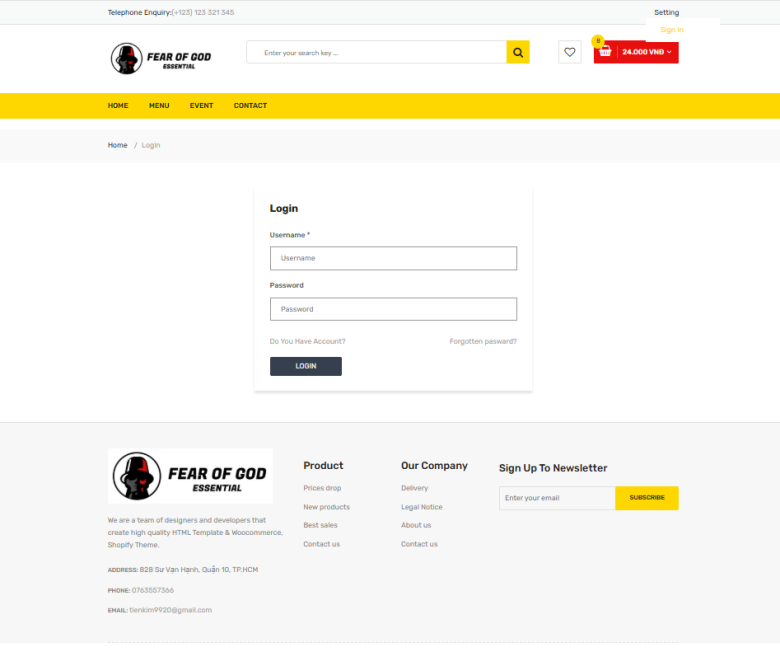 Telephone Enquiry:(+123) 123 321 345
Setting
Sign In
FEAR OF GOD
ESSENTIAL
Enter your search key ...
24.000 VNĐ
HOME MENU EVENT CONTACT
Home / Login
Login
Username *
Username
Password
Password
Do You Have Account? Forgotten pasward?
LOGIN
FEAR OF GOD
ESSENTIAL
We are a team of designers and developers that
create high quality HTML Template & Woocommerce,
Shopify Theme.
ADDRESS: 828 Sư Vạn Hạnh, Quận 10, TP.HCM
PHONE: 0763557366
EMAIL: tienkim9920@gmail.com
Product
Prices drop
New products
Best sales
Contact us
Our Company
Delivery
Legal Notice
About us
Contact us
Sign Up To Newsletter
Enter your email
SUBSCRIBE